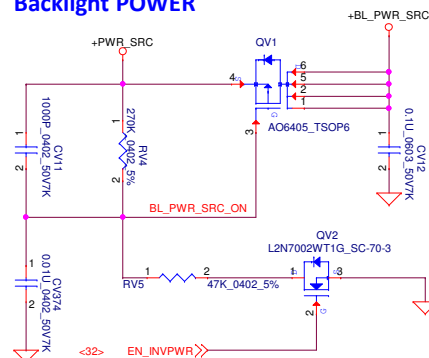 Backlight POWER
+PWR_SRC
+BL_PWR_SRC
QV1
4
S
D
6
5
2
1
G
3
AO6405_TSOP6
1
2
1000P_0402_50V7K
CV11
1
2
270K_0402_5%
RV4
1
2
0.1U_0603_50V7K
CV12
BL_PWR_SRC_ON
QV2
L2N7002WT1G_SC-70-3
1
2
0.01U_0402_50V7K
CV374
RV5
1
2
47K_0402_5%
1
D
S
3
2
G
<32>
EN_INVPWR